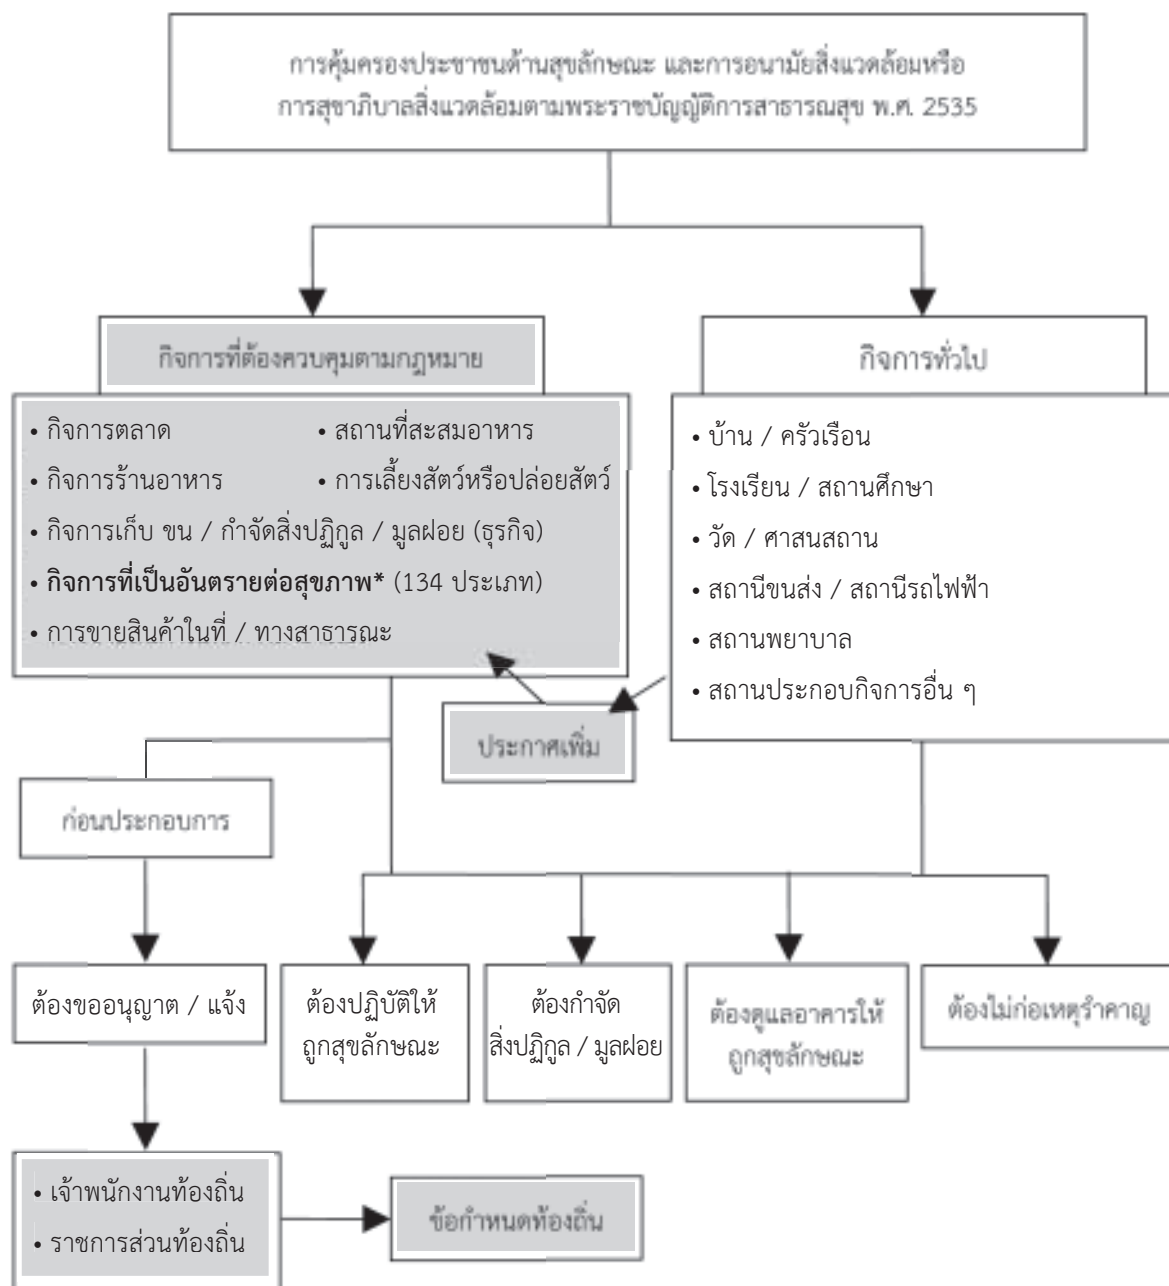 การคุ้มครองประชาชนด้านสุขลักษณะ และการอนามัยสิ่งแวดล้อมหรือ
การสุขาภิบาลสิ่งแวดล้อมตามพระราชบัญญัติการสาธารณสุข พ.ศ. 2535
กิจการที่ต้องควบคุมตามกฎหมาย
• กิจการตลาด • สถานที่สะสมอาหาร
• กิจการร้านอาหาร • การเลี้ยงสัตว์หรือปล่อยสัตว์
• กิจการเก็บ ขน / กำจัดสิ่งปฏิกูล / มูลฝอย (ธุรกิจ)
• กิจการที่เป็นอันตรายต่อสุขภาพ* (134 ประเภท)
• การขายสินค้าในที่ / ทางสาธารณะ
กิจการทั่วไป
• บ้าน / ครัวเรือน
• โรงเรียน / สถานศึกษา
• วัด / ศาสนสถาน
• สถานีขนส่ง / สถานีรถไฟฟ้า
• สถานพยาบาล
• สถานประกอบกิจการอื่น ๆ
ประกาศเพิ่ม
ก่อนประกอบการ
ต้องขออนุญาต / แจ้ง
ต้องปฏิบัติให้
ถูกสุขลักษณะ
ต้องกำจัด
สิ่งปฏิกูล / มูลฝอย
ต้องดูแลอาคารให้
ถูกสุขลักษณะ
ต้องไม่ก่อเหตุรำคาญ
• เจ้าพนักงานท้องถิ่น
• ราชการส่วนท้องถิ่น
ข้อกำหนดท้องถิ่น